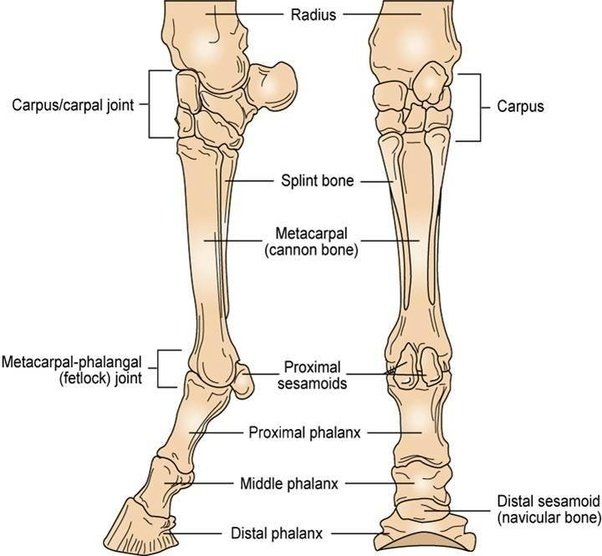 Radius
Carpus/carpal joint
Carpus
Splint bone
Metacarpal
(cannon bone)
Metacarpal-phalangal
(fetlock) joint
Proximal
sesamoids
Proximal phalanx
Middle phalanx
Distal sesamoid
(navicular bone)
Distal phalanx